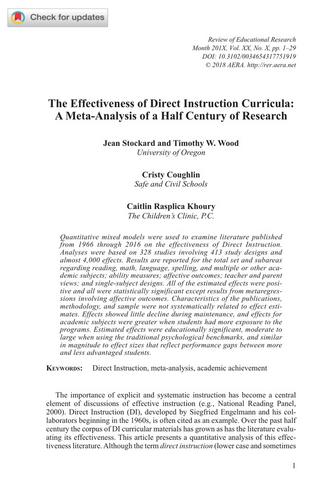 Check for updates
Review of Educational Research
Month 201X, Vol. XX, No. X, pp. 1–29
DOI: 10.3102/0034654317751919
© 2018 AERA. http://rer.aera.net
The Effectiveness of Direct Instruction Curricula:
A Meta-Analysis of a Half Century of Research
Jean Stockard and Timothy W. Wood
University of Oregon
Cristy Coughlin
Safe and Civil Schools
Caitlin Rasplica Khoury
The Children's Clinic, P.C.
Quantitative mixed models were used to examine literature published
from 1966 through 2016 on the effectiveness of Direct Instruction.
Analyses were based on 328 studies involving 413 study designs and
almost 4,000 effects. Results are reported for the total set and subareas
regarding reading, math, language, spelling, and multiple or other aca-
demic subjects; ability measures; affective outcomes; teacher and parent
views; and single-subject designs. All of the estimated effects were posi-
tive and all were statistically significant except results from metaregres-
sions involving affective outcomes. Characteristics of the publications,
methodology, and sample were not systematically related to effect esti-
mates. Effects showed little decline during maintenance, and effects for
academic subjects were greater when students had more exposure to the
programs. Estimated effects were educationally significant, moderate to
large when using the traditional psychological benchmarks, and similar
in magnitude to effect sizes that reflect performance gaps between more
and less advantaged students.
Keywords: Direct Instruction, meta-analysis, academic achievement
The importance of explicit and systematic instruction has become a central
element of discussions of effective instruction (e.g., National Reading Panel,
2000). Direct Instruction (DI), developed by Siegfried Engelmann and his col-
laborators beginning in the 1960s, is often cited as an example. Over the past half
century the corpus of DI curricular materials has grown as has the literature evalu-
ating its effectiveness. This article presents a quantitative analysis of this effec-
tiveness literature. Although the term direct instruction (lower case and sometimes
1